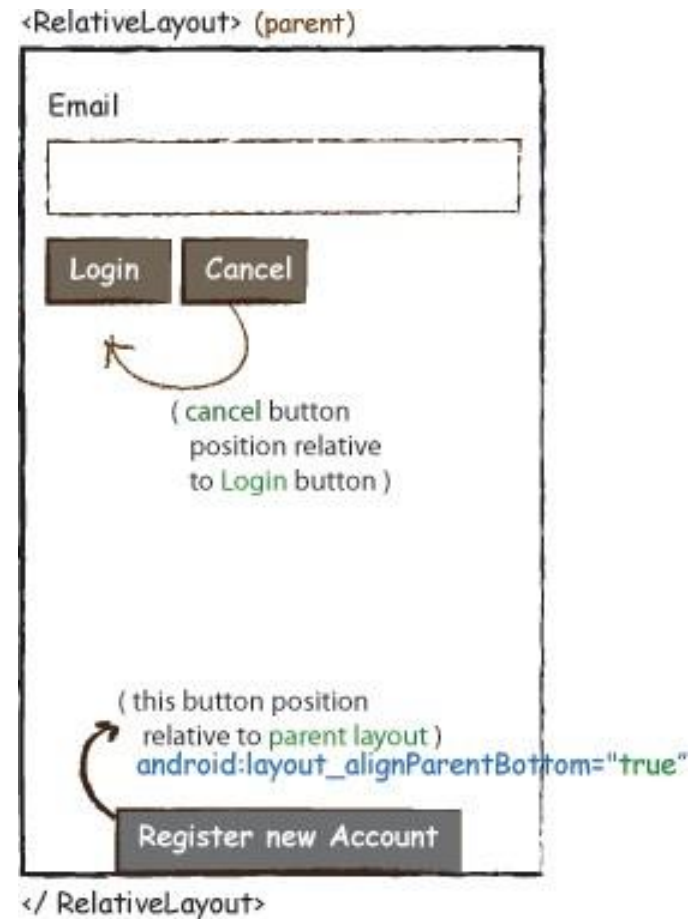 <RelativeLayout> (parent)
Email
Login Cancel
( cancel button
position relative
to Login button )
( this button position
relative to parent layout )
android:layout_alignParentBottom="true"
Register new Account
</ RelativeLayout>